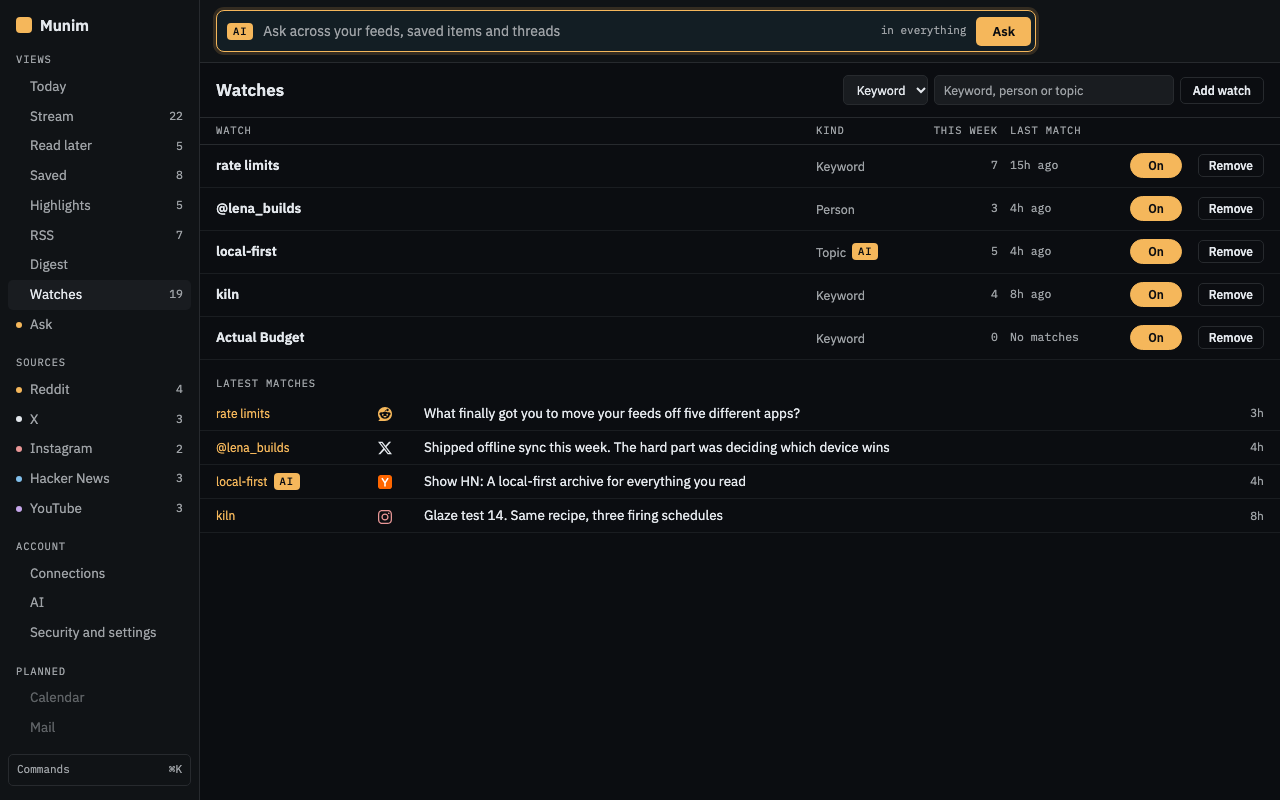 Munim
VIEWS
Today
Stream 22
Read later 5
Saved 8
Highlights 5
RSS 7
Digest
Watches 19
Ask
SOURCES
Reddit 4
X 3
Instagram 2
Hacker News 3
YouTube 3
ACCOUNT
Connections
AI
Security and settings
PLANNED
Calendar
Mail
Commands ⌘K
AI Ask across your feeds, saved items and threads in everything Ask
Watches Keyword Keyword, person or topic Add watch
WATCH KIND THIS WEEK LAST MATCH
rate limits Keyword 7 15h ago On Remove
@lena_builds Person 3 4h ago On Remove
local-first Topic AI 5 4h ago On Remove
kiln Keyword 4 8h ago On Remove
Actual Budget Keyword 0 No matches On Remove
LATEST MATCHES
rate limits What finally got you to move your feeds off five different apps? 3h
@lena_builds X Shipped offline sync this week. The hard part was deciding which device wins 4h
local-first AI Y Show HN: A local-first archive for everything you read 4h
kiln Glaze test 14. Same recipe, three firing schedules 8h